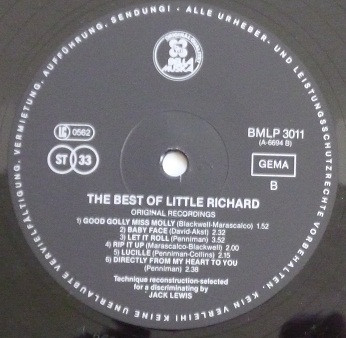 VERMIETUNG, AUFFÜHRUNG, SENDUNG! · ALLE URHEBER- UND LEISTUNGSSCHUTZRECHTE VORBEHALTEN. KEIN VERLEIH! KEINE UNERLAUBTE VERVIELFÄLTIGUNG,
ORIGINAL
MUSIKA
LC 0562
BMLP 3011
(A-6694 B)
ST 33
GEMA
B
THE BEST OF LITTLE RICHARD
ORIGINAL RECORDINGS
1) GOOD GOLLY MISS MOLLY (Blackwell-Marascalco) 1.52
2) BABY FACE (David-Akst) 2.32
3) LET IT ROLL (Penniman) 3.52
4) RIP IT UP (Marascalco-Blackwell) 2.00
5) LUCILLE (Penniman-Collins) 2.15
6) DIRECTLY FROM MY HEART TO YOU
(Penniman) 2.38
Technique reconstruction-selected
for a discriminating by
JACK LEWIS